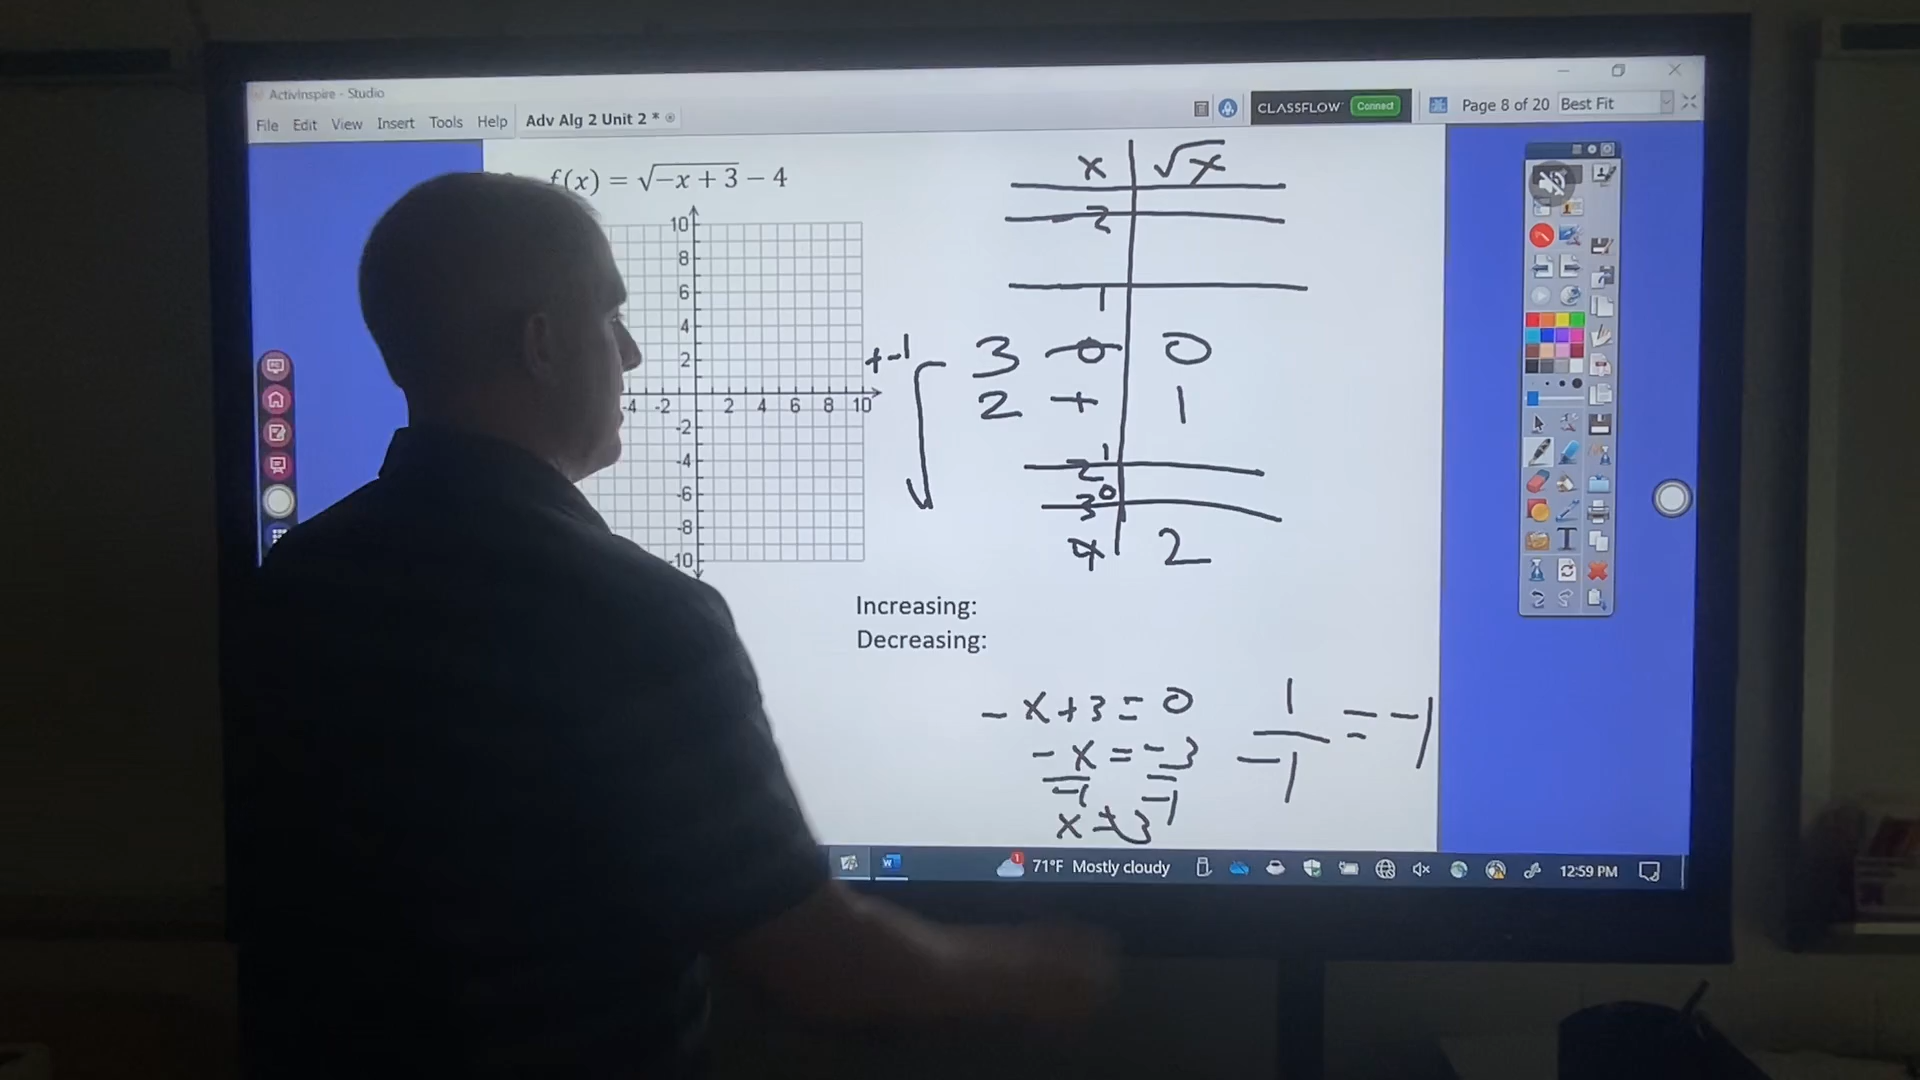 ActivInspire - Studio
File Edit View Insert Tools Help
Adv Alg 2 Unit 2 *
CLASSFLOW Connect
Page 8 of 20 Best Fit
f(x) = √-x + 3 - 4
10
8
6
4
2
-4 -2 2 4 6 8 10
-2
-4
-6
-8
-10
x √x
-2
-1
+-1
3 0 0
2 + 1
2 1
3 0
4 2
Increasing:
Decreasing:
-x+3=0
-x=-3
-1 -1
x=3
1
-1
=-1
T
1 71°F Mostly cloudy
12:59 PM